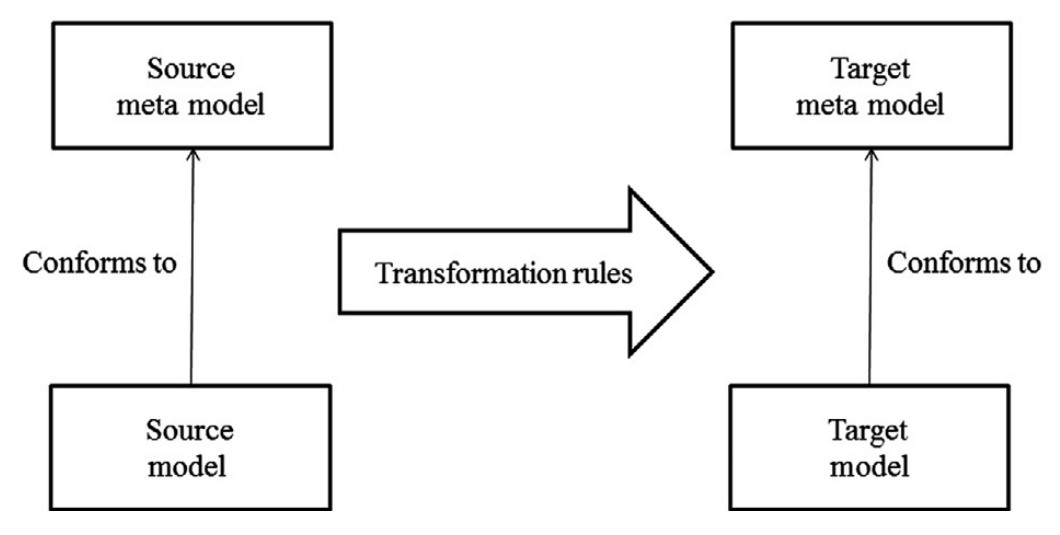 Source
meta model
Target
meta model
Conforms to
Transformation rules
Conforms to
Source
model
Target
model